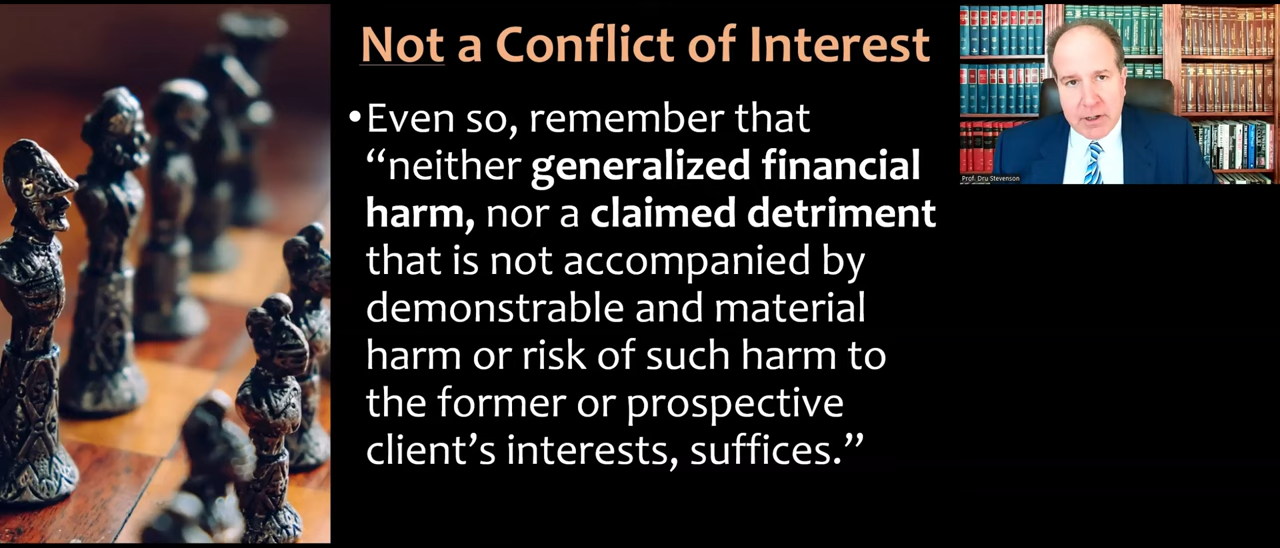 Not a Conflict of Interest
•Even so, remember that
“neither generalized financial
harm, nor a claimed detriment
that is not accompanied by
demonstrable and material
harm or risk of such harm to
the former or prospective
client’s interests, suffices.”
Prof. Dru Stevenson